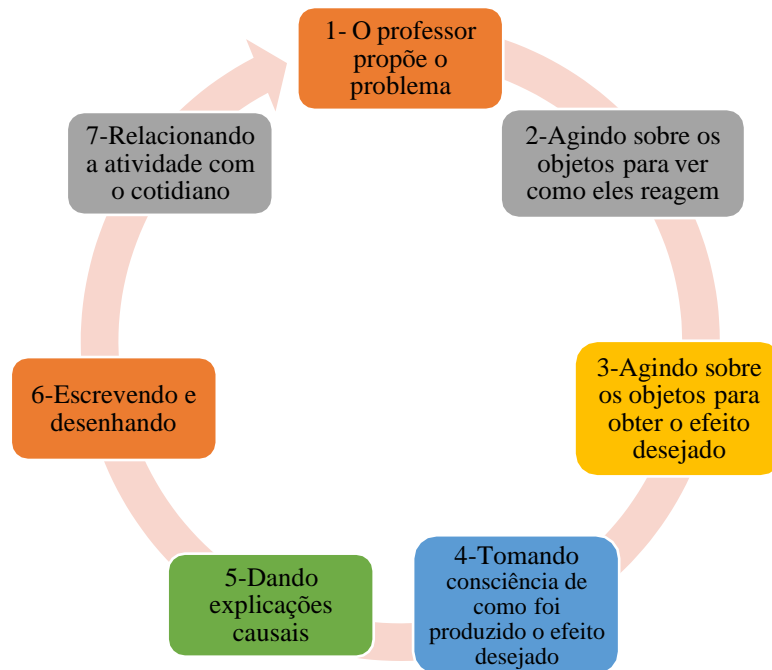 1- O professor
propõe o
problema
2-Agindo sobre os
objetos para ver
como eles reagem
3-Agindo sobre
os objetos para
obter o efeito
desejado
4-Tomando
consciência de
como foi
produzido o efeito
desejado
5-Dando
explicações
causais
6-Escrevendo e
desenhando
7-Relacionando
a atividade com
o cotidiano